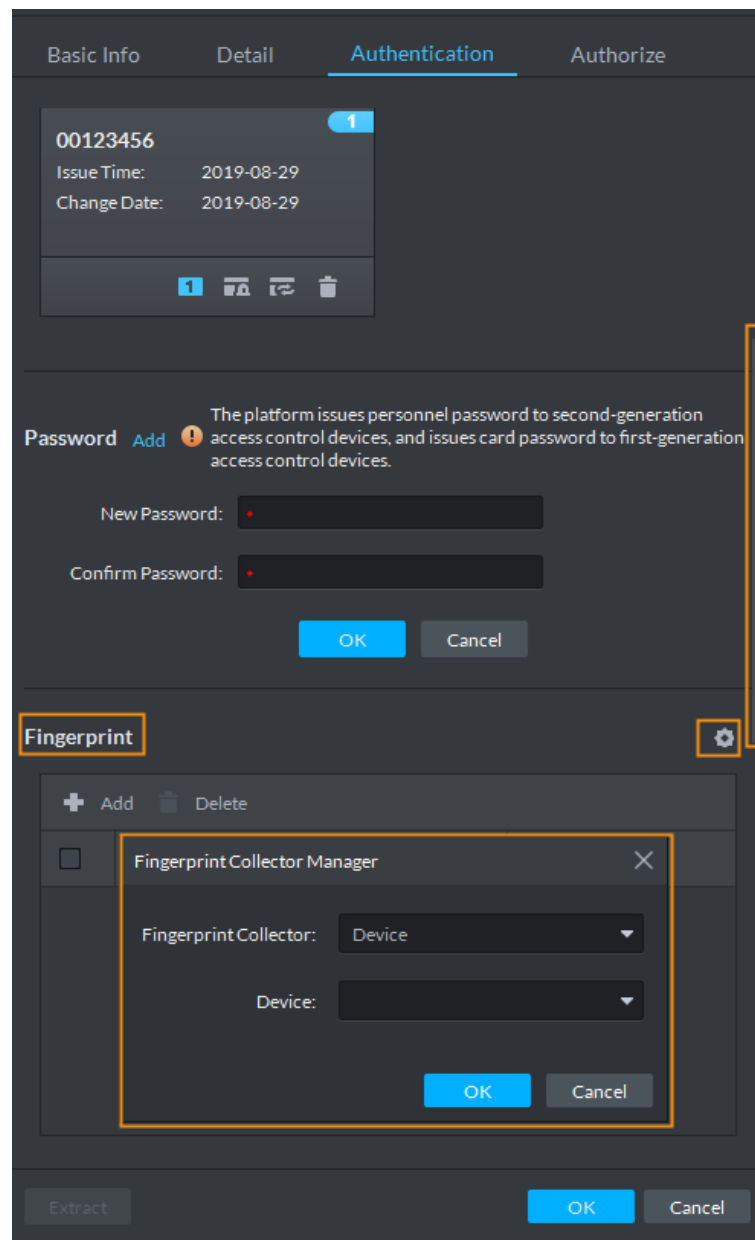 Basic Info Detail Authentication Authorize
1
00123456
Issue Time: 2019-08-29
Change Date: 2019-08-29
1
The platform issues personnel password to second-generation
Password Add access control devices, and issues card password to first-generation
access control devices.
New Password:
Confirm Password:
OK Cancel
Fingerprint
Add Delete
Fingerprint Collector Manager
Fingerprint Collector: Device
Device:
OK Cancel
Extract OK Cancel